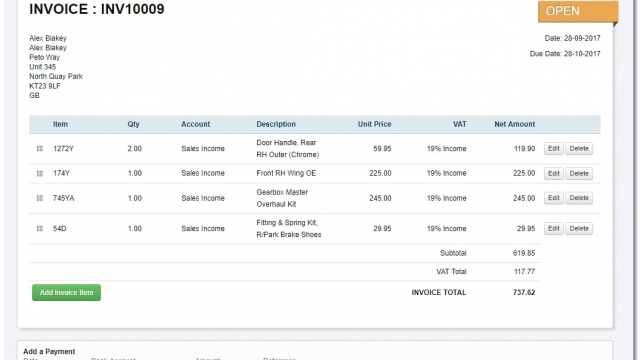 INVOICE : INV10009
OPEN
Alex Blakey
Alex Blakey
Peto Way
Unit 345
North Quay Park
KT23 9LF
GB
Date: 28-09-2017
Due Date: 28-10-2017
Item Qty Account Description Unit Price VAT Net Amount
1272Y 2.00 Sales Income Door Handle, Rear 59.95 19% Income 119.90 Edit Delete
RH Outer (Chrome)
174Y 1.00 Sales Income Front RH Wing OE 225.00 19% Income 225.00 Edit Delete
745YA 1.00 Sales Income Gearbox Master 245.00 19% Income 245.00 Edit Delete
Overhaul Kit
54D 1.00 Sales Income Fitting & Spring Kit, 29.95 19% Income 29.95 Edit Delete
R/Park Brake Shoes
Subtotal 619.85
VAT Total 117.77
Add Invoice Item INVOICE TOTAL 737.62
Add a Payment
Date Bank Account Amount Reference